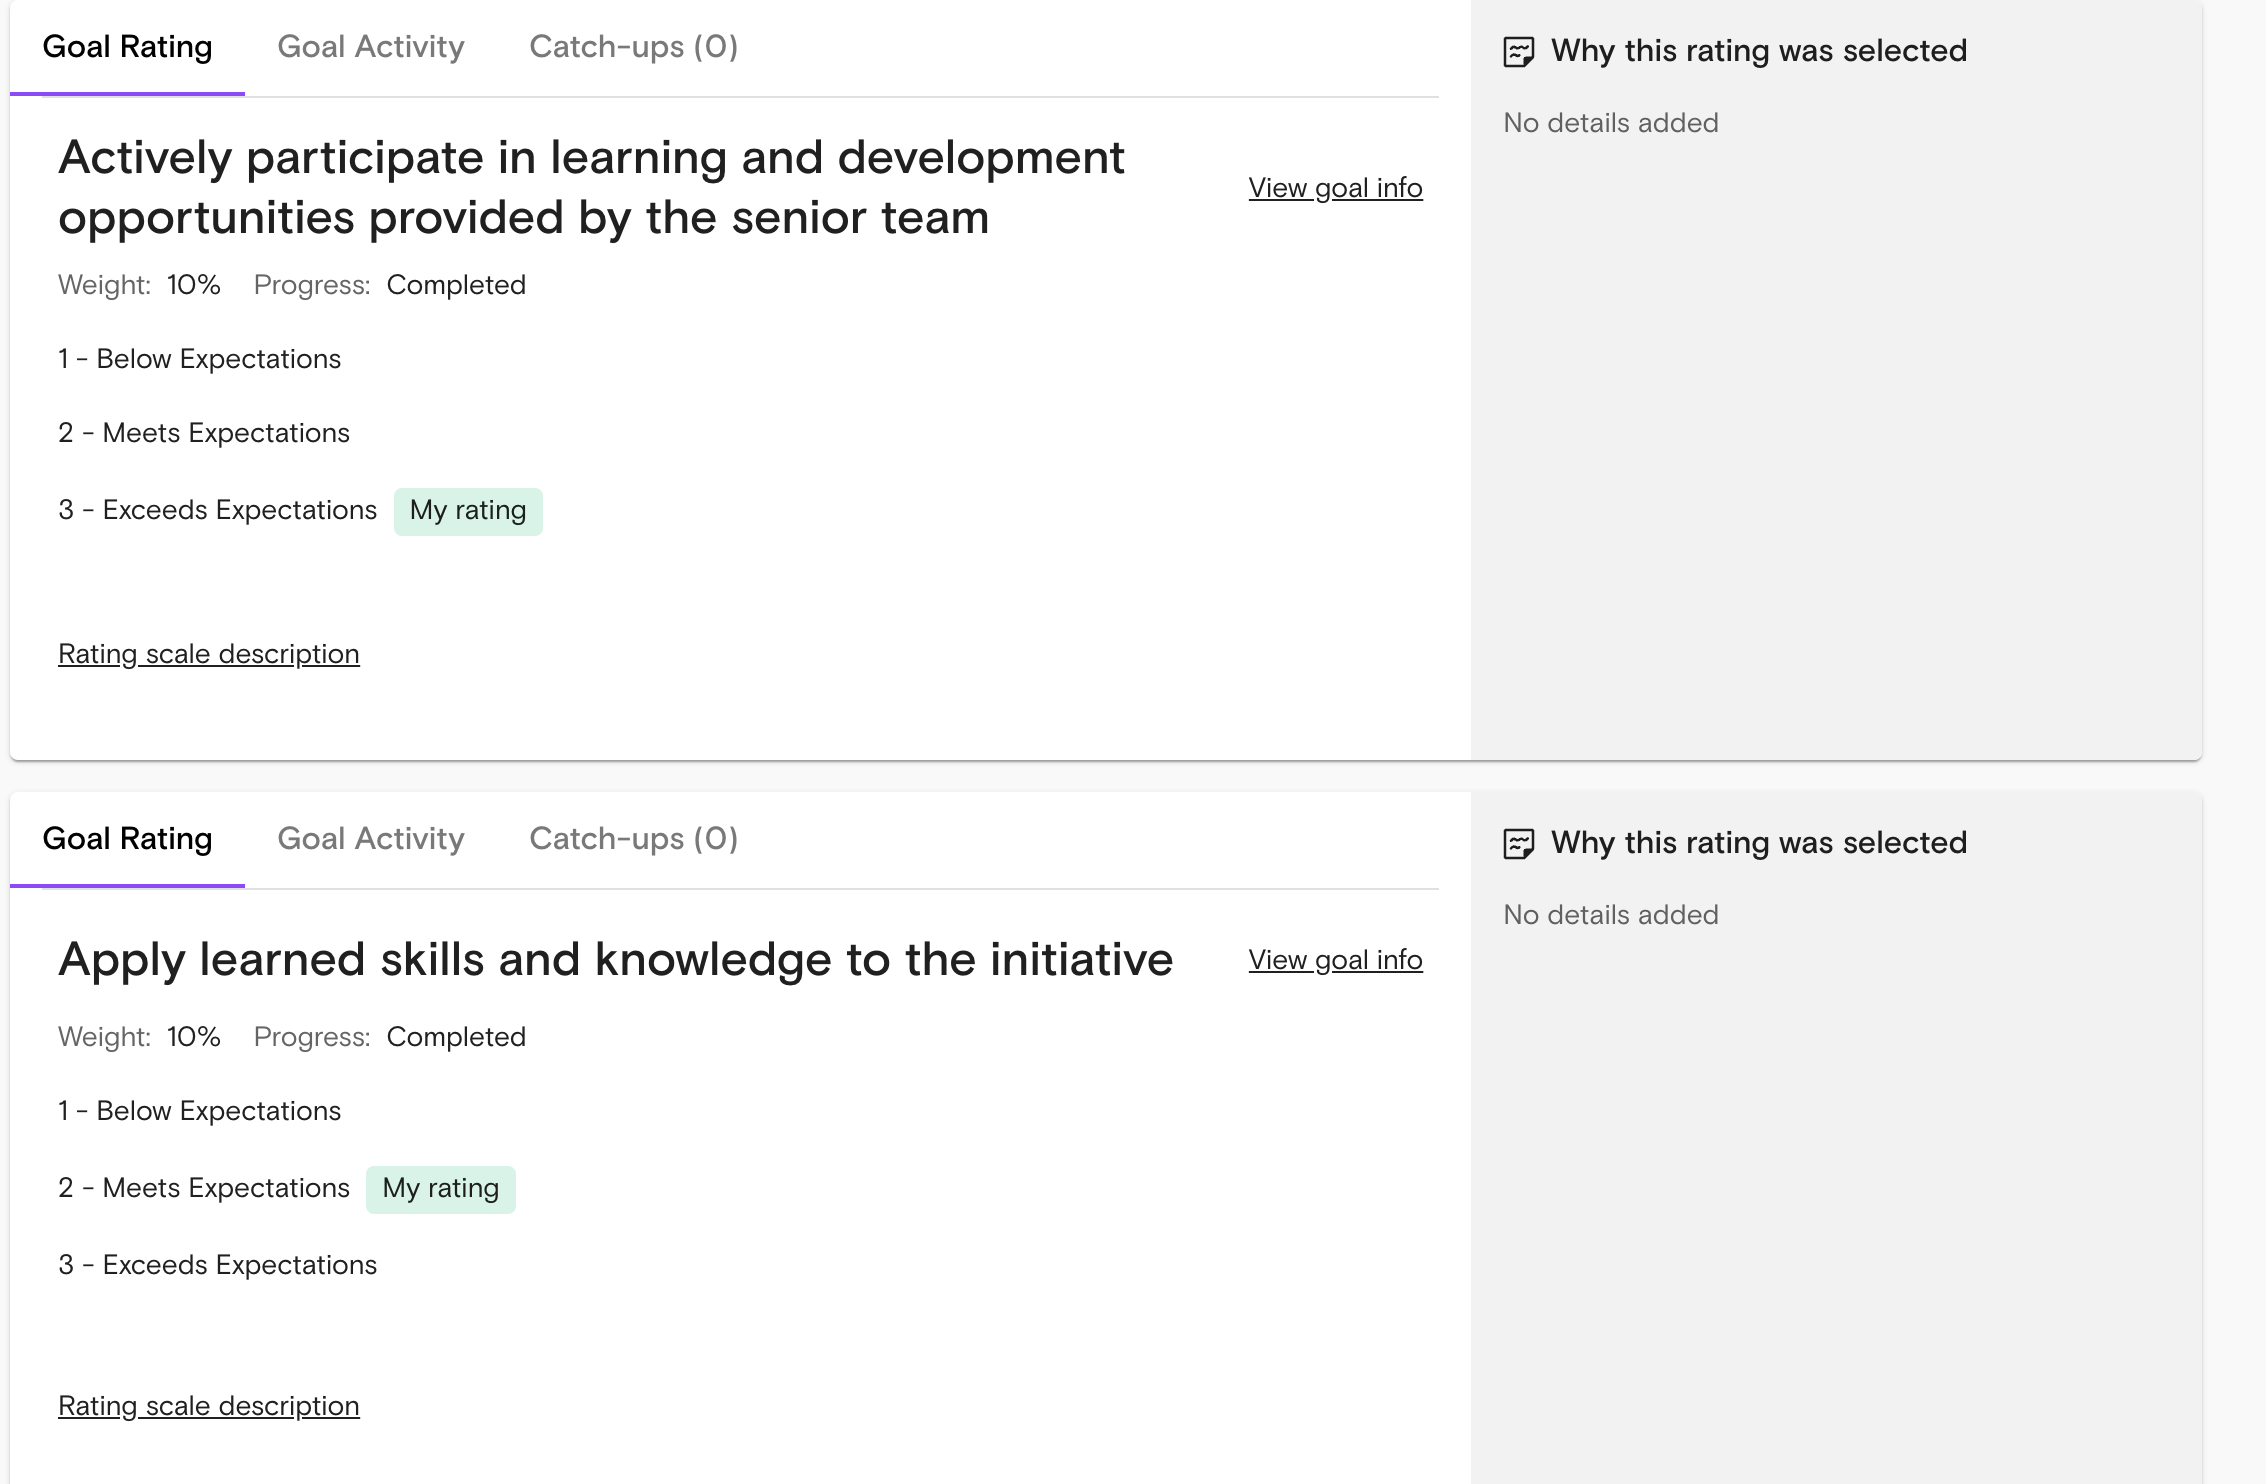 Goal Rating Goal Activity Catch-ups (0)
Why this rating was selected
No details added
Actively participate in learning and development
opportunities provided by the senior team
View goal info
Weight: 10% Progress: Completed
1 - Below Expectations
2 - Meets Expectations
3 - Exceeds Expectations My rating
Rating scale description
Goal Rating Goal Activity Catch-ups (0)
Why this rating was selected
No details added
Apply learned skills and knowledge to the initiative
View goal info
Weight: 10% Progress: Completed
1 - Below Expectations
2 - Meets Expectations My rating
3 - Exceeds Expectations
Rating scale description